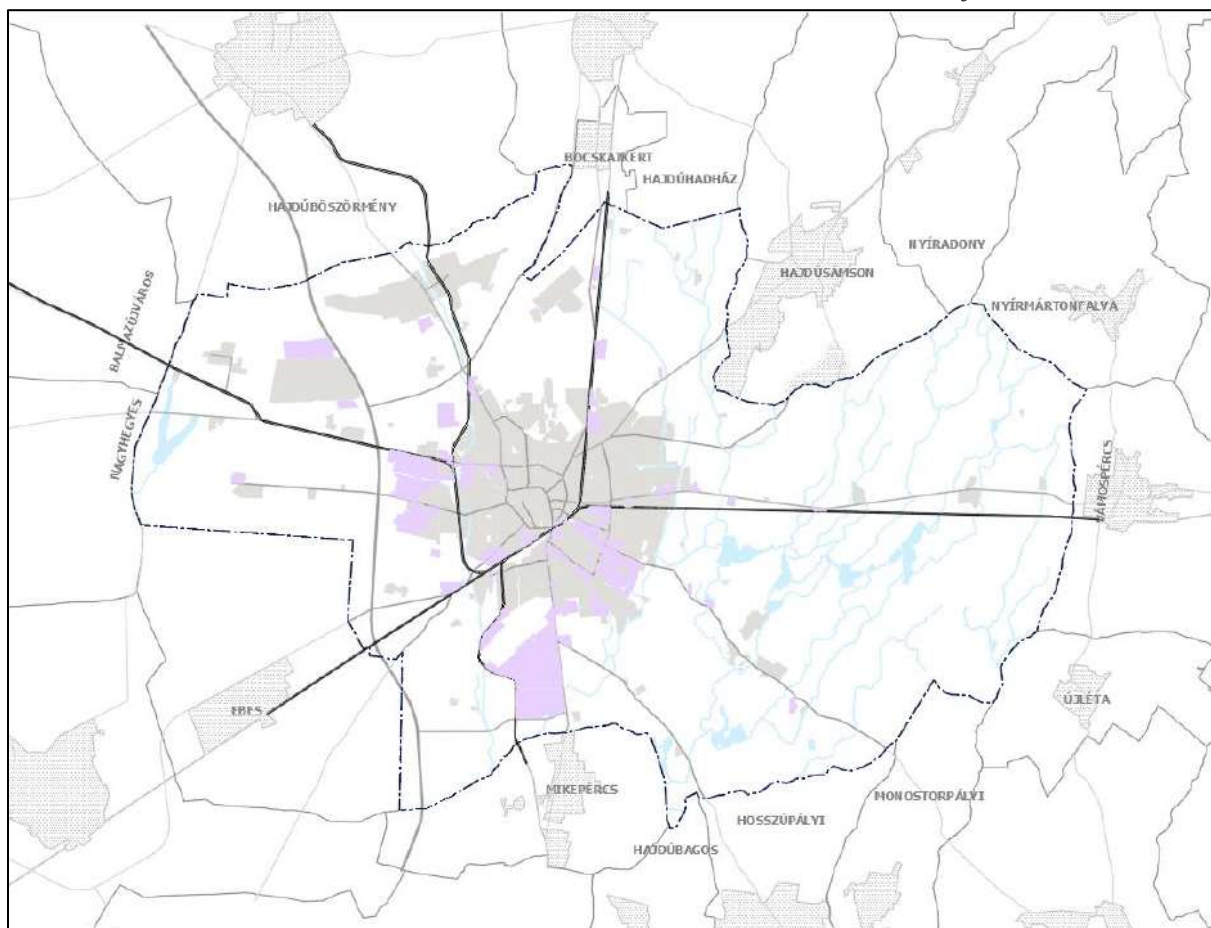 BOCSKAIKERT
HAJDÚHADHÁZ
HAJDÚBÖSZÖRMÉNY
NYÍRADONY
HAJDÚSÁMSON
NYÍRMÁRTONFALVA
BALMAZÚJVÁROS
NAGYHEGYES
VÁMOSPÉRCS
ÚJLÉTA
EBES
MIKEPÉRCS
MONOSTORPÁLYI
HOSSZÚPÁLYI
HAJDÚBAGOS